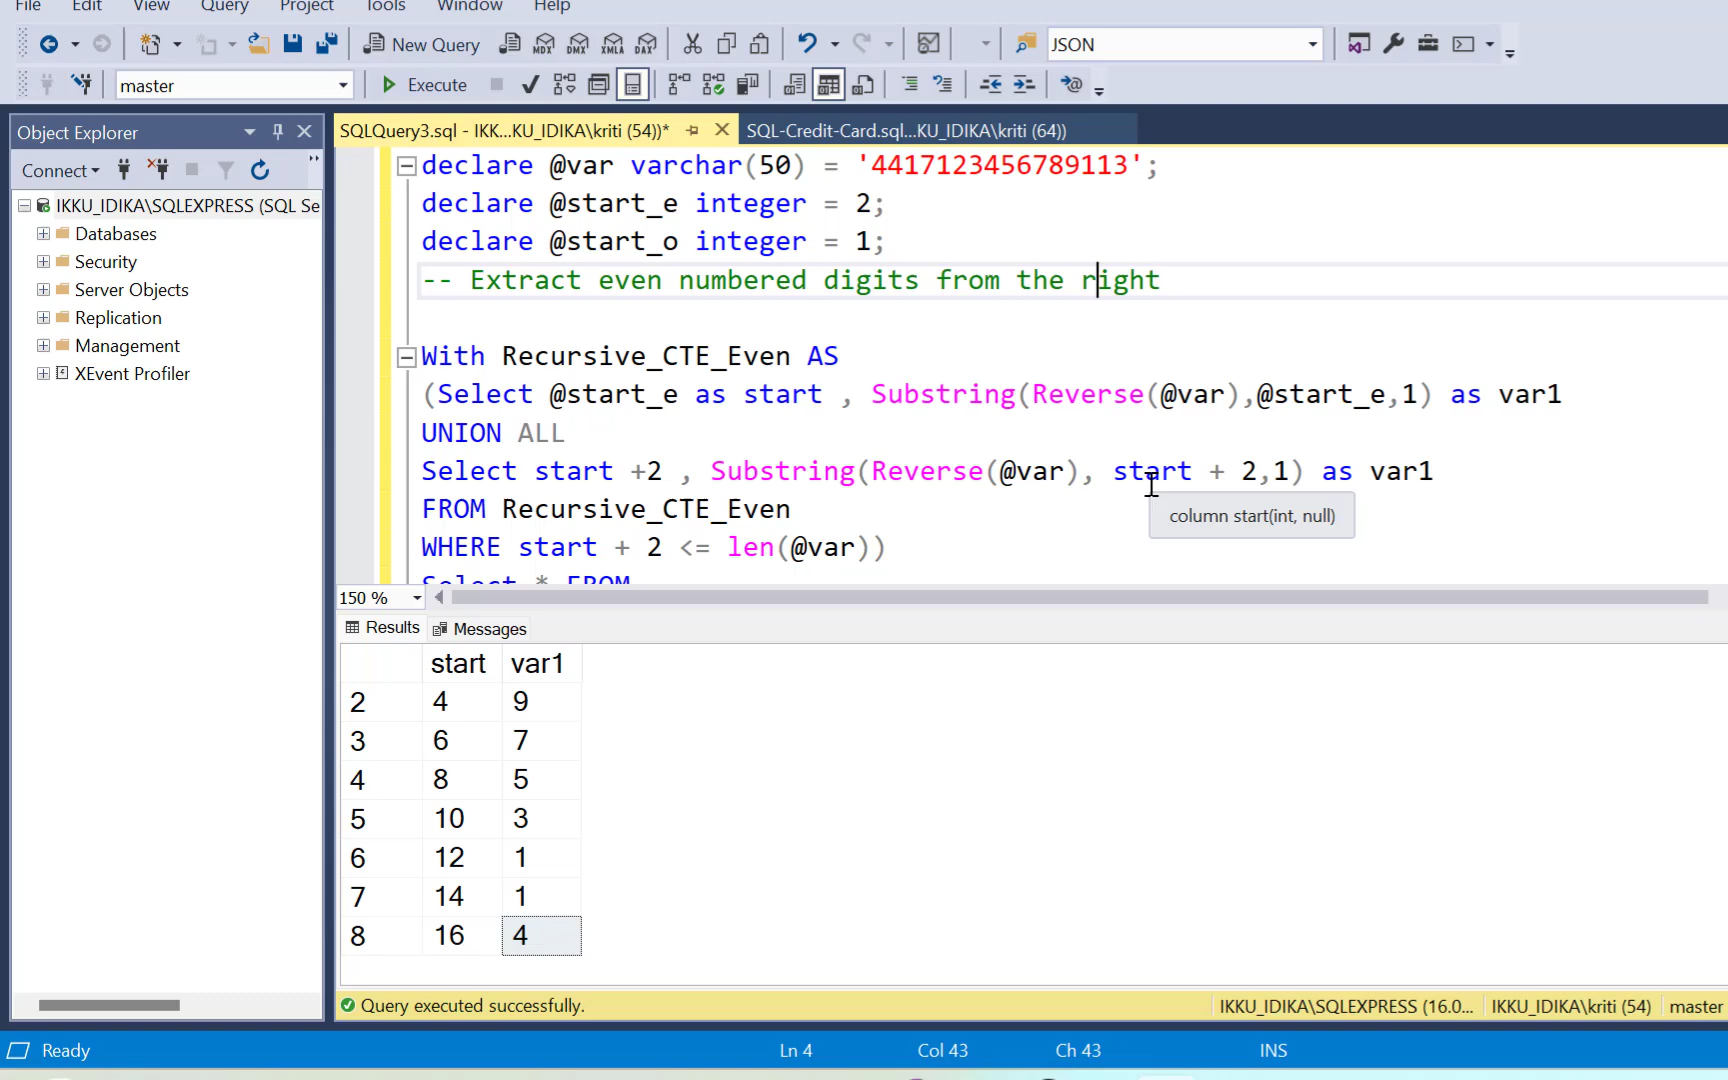 File Edit View Query Project Tools Window Help
New Query MDX DMX XMLA DAX JSON
master Execute
Object Explorer
SQLQuery3.sql - IKK...KU_IDIKA\kriti (54))* SQL-Credit-Card.sql...KU_IDIKA\kriti (64))
Connect
IKKU_IDIKA\SQLEXPRESS (SQL Se
Databases
Security
Server Objects
Replication
Management
XEvent Profiler
declare @var varchar(50) = '4417123456789113';
declare @start_e integer = 2;
declare @start_o integer = 1;
-- Extract even numbered digits from the right
With Recursive_CTE_Even AS
(Select @start_e as start , Substring(Reverse(@var),@start_e,1) as var1
UNION ALL
Select start +2 , Substring(Reverse(@var), start + 2,1) as var1
FROM Recursive_CTE_Even
column start(int, null)
WHERE start + 2 <= len(@var))
Select * FROM
150 %
Results Messages
start var1
2 4 9
3 6 7
4 8 5
5 10 3
6 12 1
7 14 1
8 16 4
Query executed successfully. IKKU_IDIKA\SQLEXPRESS (16.0... IKKU_IDIKA\kriti (54) master
Ready Ln 4 Col 43 Ch 43 INS